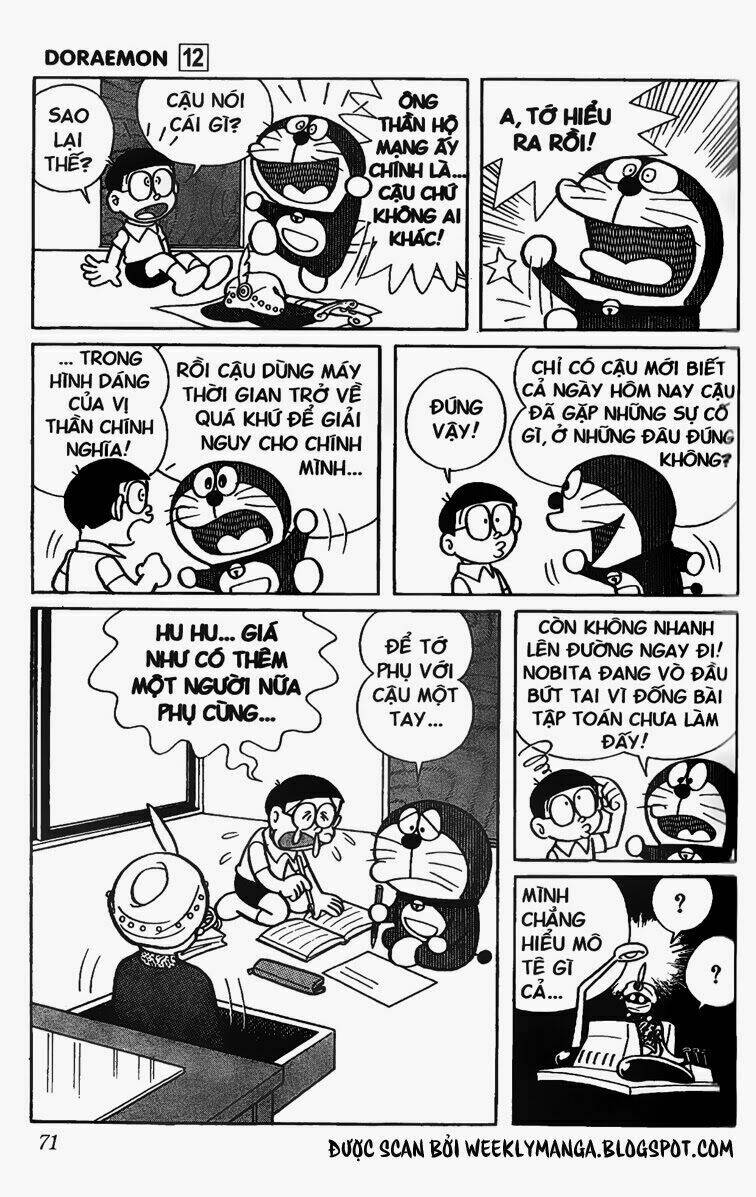 DORAEMON 12
A, TỚ HIỂU
RA RỒI!
ÔNG
THẦN HỘ
MẠNG ẤY
CHÍNH LÀ...
CẬU CHỨ
KHÔNG AI
KHÁC!
CẬU NÓI
CÁI GÌ?
SAO
LẠI
THẾ?
CHỈ CÓ CẬU MỚI BIẾT
CẢ NGÀY HÔM NAY CẬU
ĐÃ GẶP NHỮNG SỰ CỐ
GÌ, Ở NHỮNG ĐÂU ĐÚNG
KHÔNG?
ĐÚNG
VẬY!
RỒI CẬU DÙNG MÁY
THỜI GIAN TRỞ VỀ
QUÁ KHỨ ĐỂ GIẢI
NGUY CHO CHÍNH
MÌNH...
... TRONG
HÌNH DÁNG
CỦA VỊ
THẦN CHÍNH
NGHĨA!
CÒN KHÔNG NHANH
LÊN ĐƯỜNG NGAY ĐI!
NOBITA ĐANG VÒ ĐẦU
BỨT TAI VÌ ĐỐNG BÀI
TẬP TOÁN CHƯA LÀM
ĐẤY!
?
?
MÌNH
CHẲNG
HIỂU MÔ
TÊ GÌ
CẢ...
ĐỂ TỚ
PHỤ VỚI
CẬU MỘT
TAY...
HU HU... GIÁ
NHƯ CÓ THÊM
MỘT NGƯỜI NỮA
PHỤ CÙNG...
71
ĐƯỢC SCAN BỞI WEEKLYMANGA.BLOGSPOT.COM